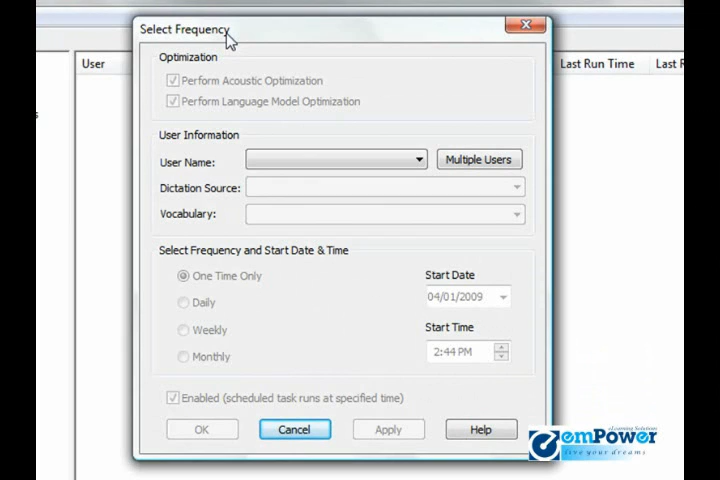 Select Frequency
User
Last Run Time
Last R
Optimization
Perform Acoustic Optimization
Perform Language Model Optimization
User Information
User Name:
Multiple Users
Dictation Source:
Vocabulary:
Select Frequency and Start Date & Time
One Time Only
Start Date
04/01/2009
Daily
Start Time
Weekly
2:44 PM
Monthly
Enabled (scheduled task runs at specified time)
OK
Cancel
Apply
Help
eLearning Solutions
emPower
live your dreams